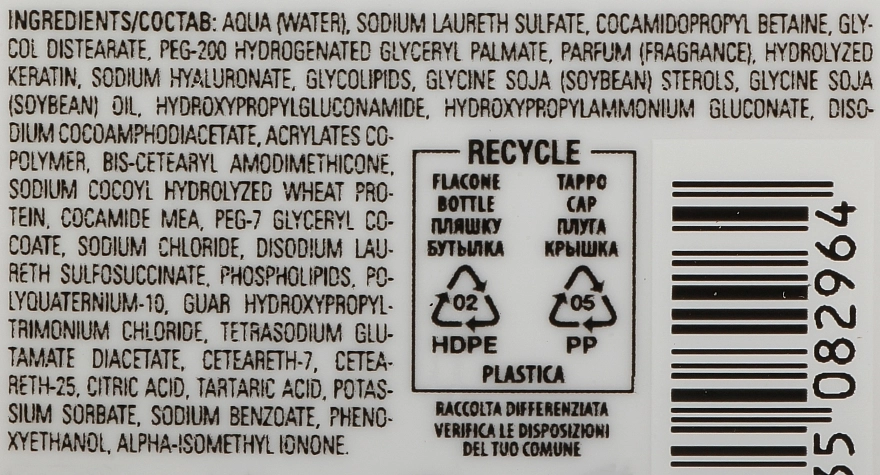 INGREDIENTS/СОСТАВ: AQUA (WATER), SODIUM LAURETH SULFATE, COCAMIDOPROPYL BETAINE, GLY-
COL DISTEARATE, PEG-200 HYDROGENATED GLYCERYL PALMATE, PARFUM (FRAGRANCE), HYDROLYZED
KERATIN, SODIUM HYALURONATE, GLYCOLIPIDS, GLYCINE SOJA (SOYBEAN) STEROLS, GLYCINE SOJA
(SOYBEAN) OIL, HYDROXYPROPYLGLUCONAMIDE, HYDROXYPROPYLAMMONIUM GLUCONATE, DISO-
DIUM COCOAMPHODIACETATE, ACRYLATES CO-
POLYMER, BIS-CETEARYL AMODIMETHICONE,
SODIUM COCOYL HYDROLYZED WHEAT PRO-
TEIN, COCAMIDE MEA, PEG-7 GLYCERYL CO-
COATE, SODIUM CHLORIDE, DISODIUM LAU-
RETH SULFOSUCCINATE, PHOSPHOLIPIDS, PO-
LYQUATERNIUM-10, GUAR HYDROXYPROPYL-
TRIMONIUM CHLORIDE, TETRASODIUM GLU-
TAMATE DIACETATE, CETEARETH-7, CETEA-
RETH-25, CITRIC ACID, TARTARIC ACID, POTAS-
SIUM SORBATE, SODIUM BENZOATE, PHENO-
XYETHANOL, ALPHA-ISOMETHYL IONONE.
RECYCLE
FLACONE TAPPO
BOTTLE CAP
ПЛЯШКУ ПЛУГА
БУТЫЛКА КРЫШКА
02 05
HDPE PP
PLASTICA
RACCOLTA DIFFERENZIATA
VERIFICA LE DISPOSIZIONI
DEL TUO COMUNE
5 082964